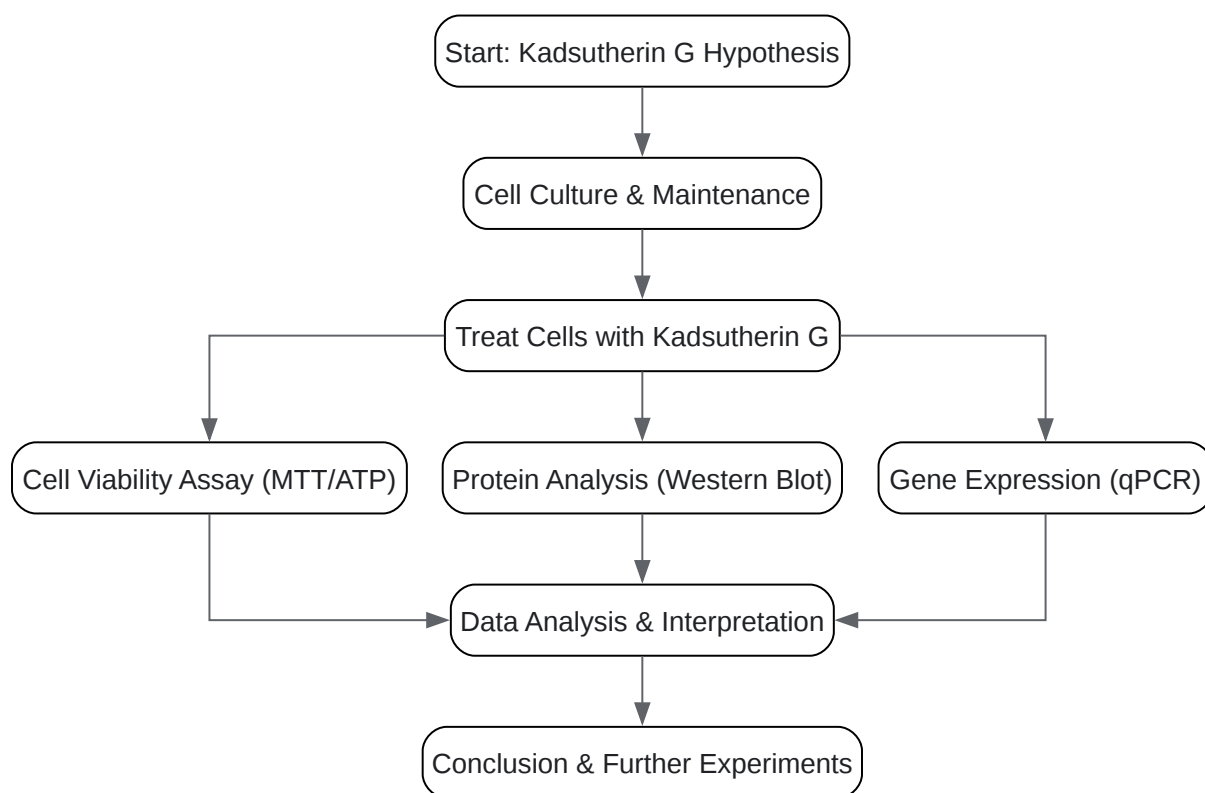 Start: Kadsutherin G Hypothesis
Cell Culture & Maintenance
Treat Cells with Kadsutherin G
Cell Viability Assay (MTT/ATP)
Protein Analysis (Western Blot)
Gene Expression (qPCR)
Data Analysis & Interpretation
Conclusion & Further Experiments